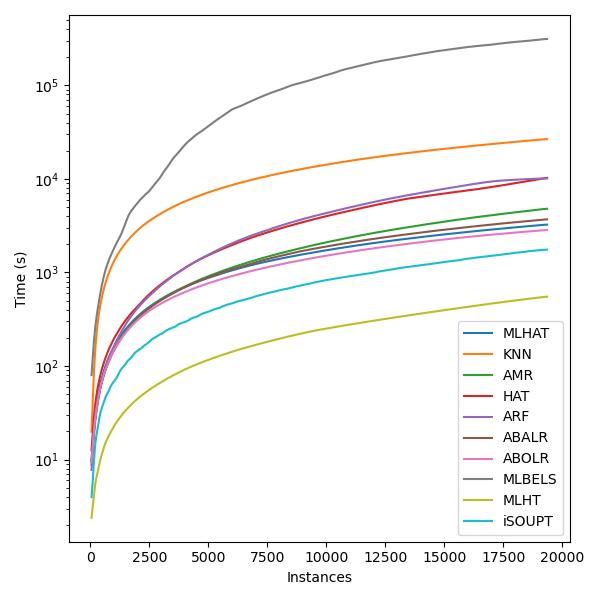 Time (s)
10^5
10^4
10^3
10^2
10^1
0 2500 5000 7500 10000 12500 15000 17500 20000
Instances
MLHAT
KNN
AMR
HAT
ARF
ABALR
ABOLR
MLBELS
MLHT
iSOUPT